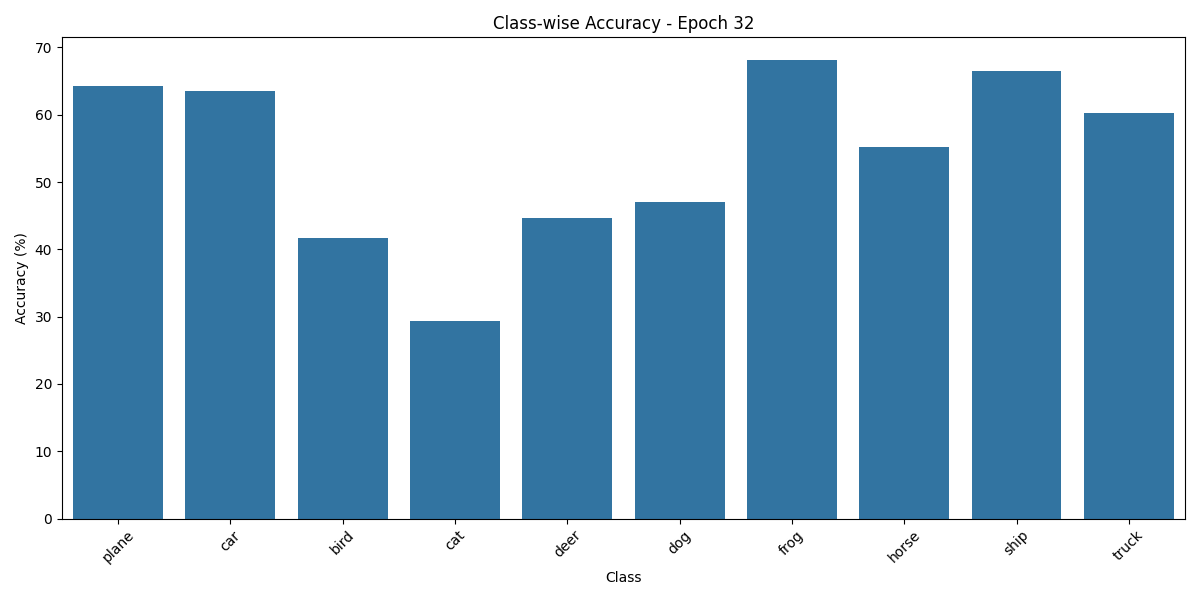 Class-wise Accuracy - Epoch 32
Accuracy (%)
70
60
50
40
30
20
10
0
plane
car
bird
cat
deer
dog
frog
horse
ship
truck
Class